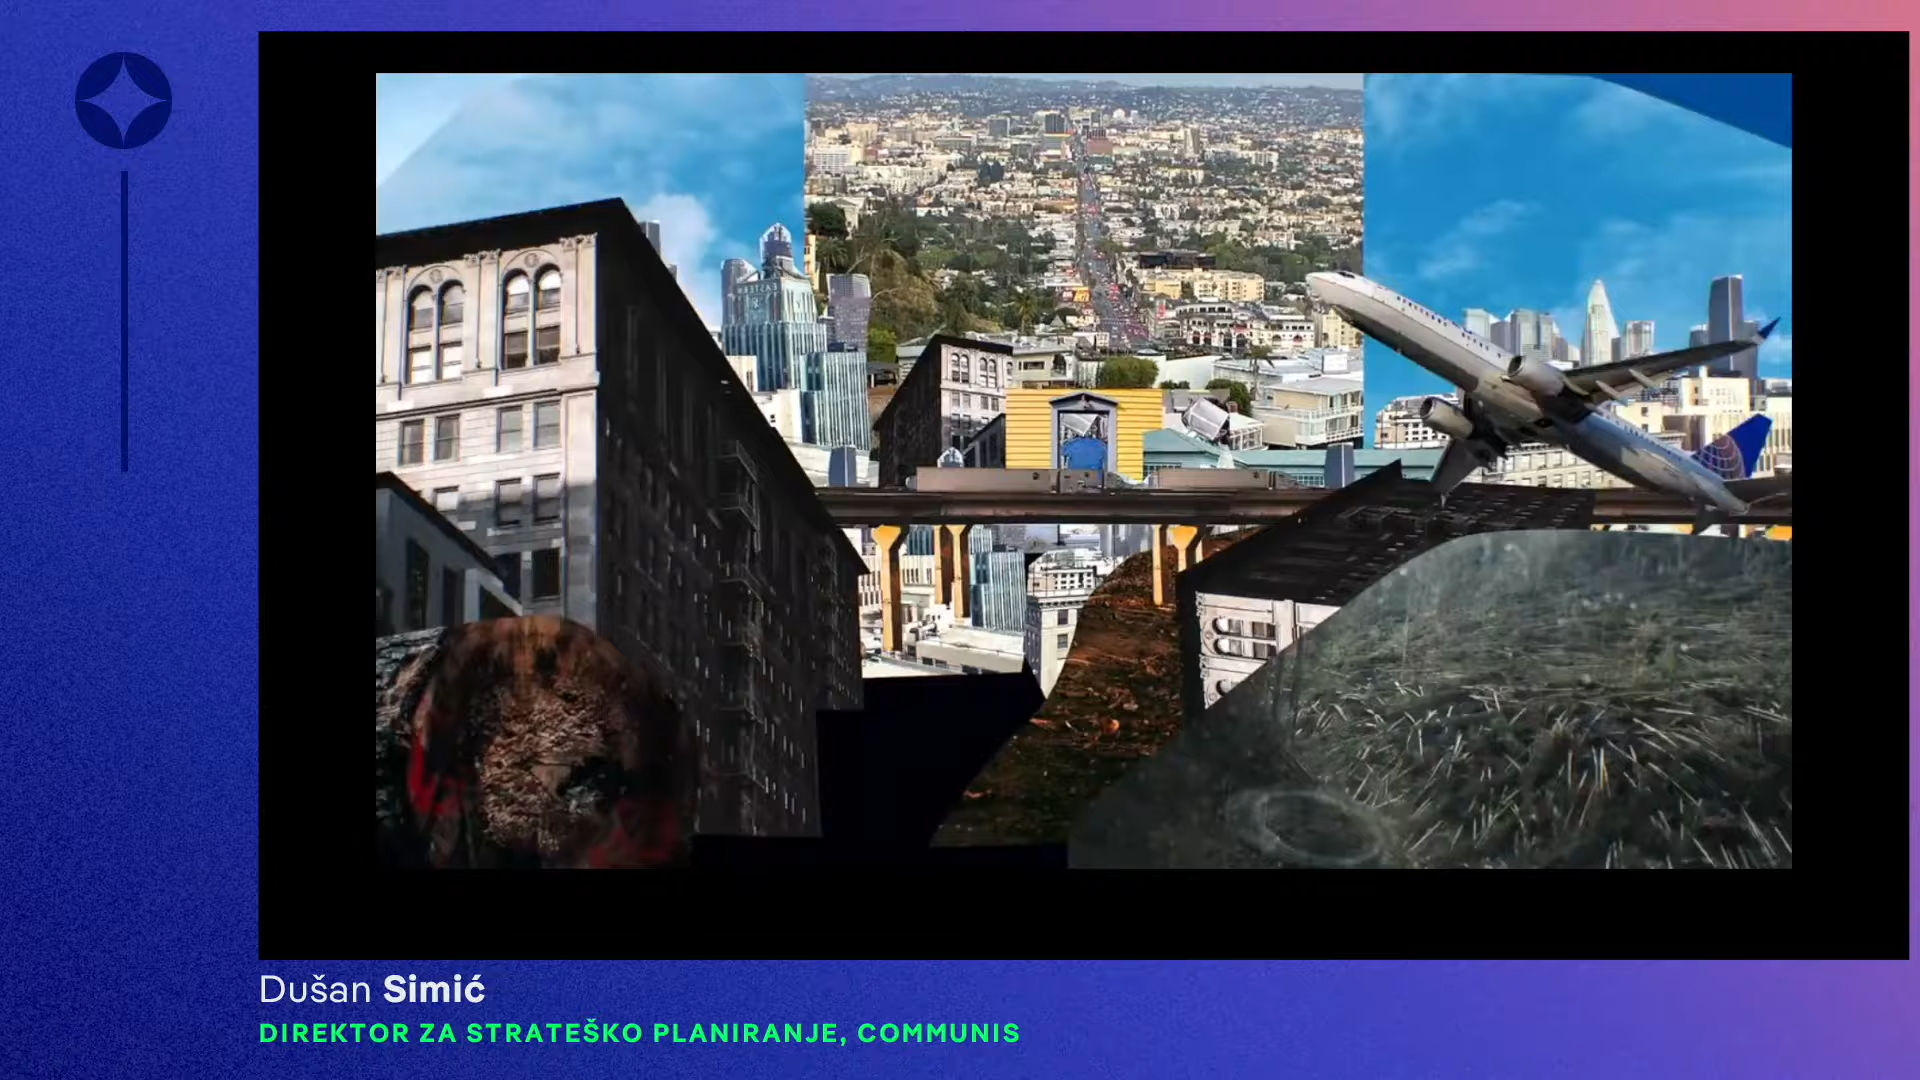 Dušan Simić
DIREKTOR ZA STRATEŠKO PLANIRANJE, COMMUNIS